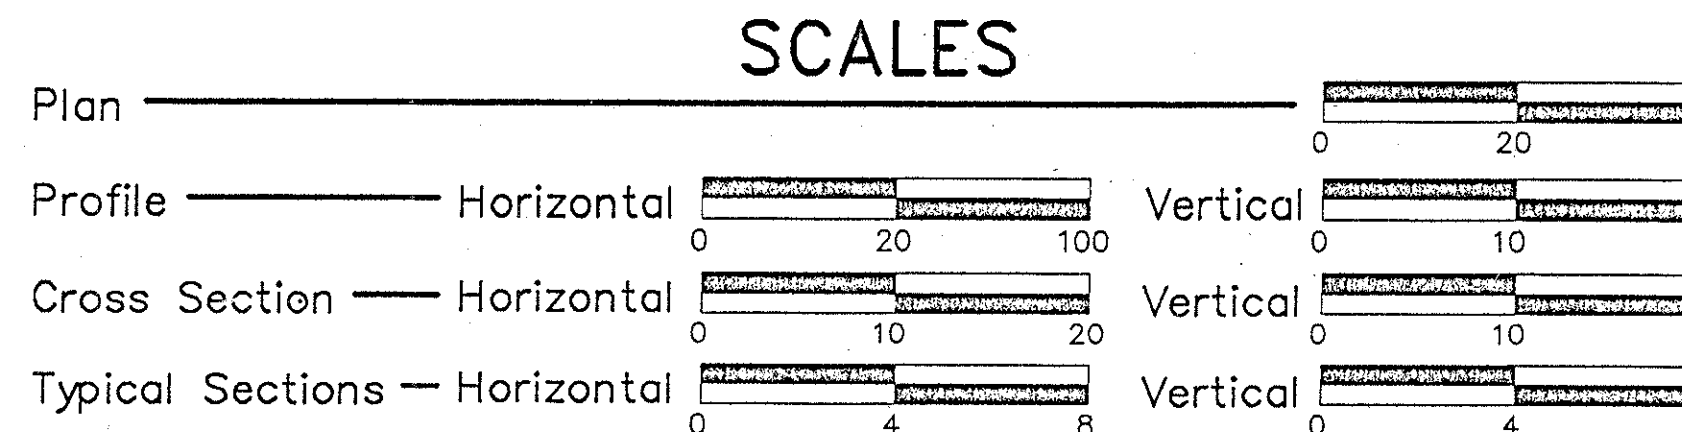 SCALES
Plan
0 20
Profile Horizontal Vertical
0 20 100 0 10
Cross Section Horizontal Vertical
0 10 20 0 10
Typical Sections Horizontal Vertical
0 4 8 0 4